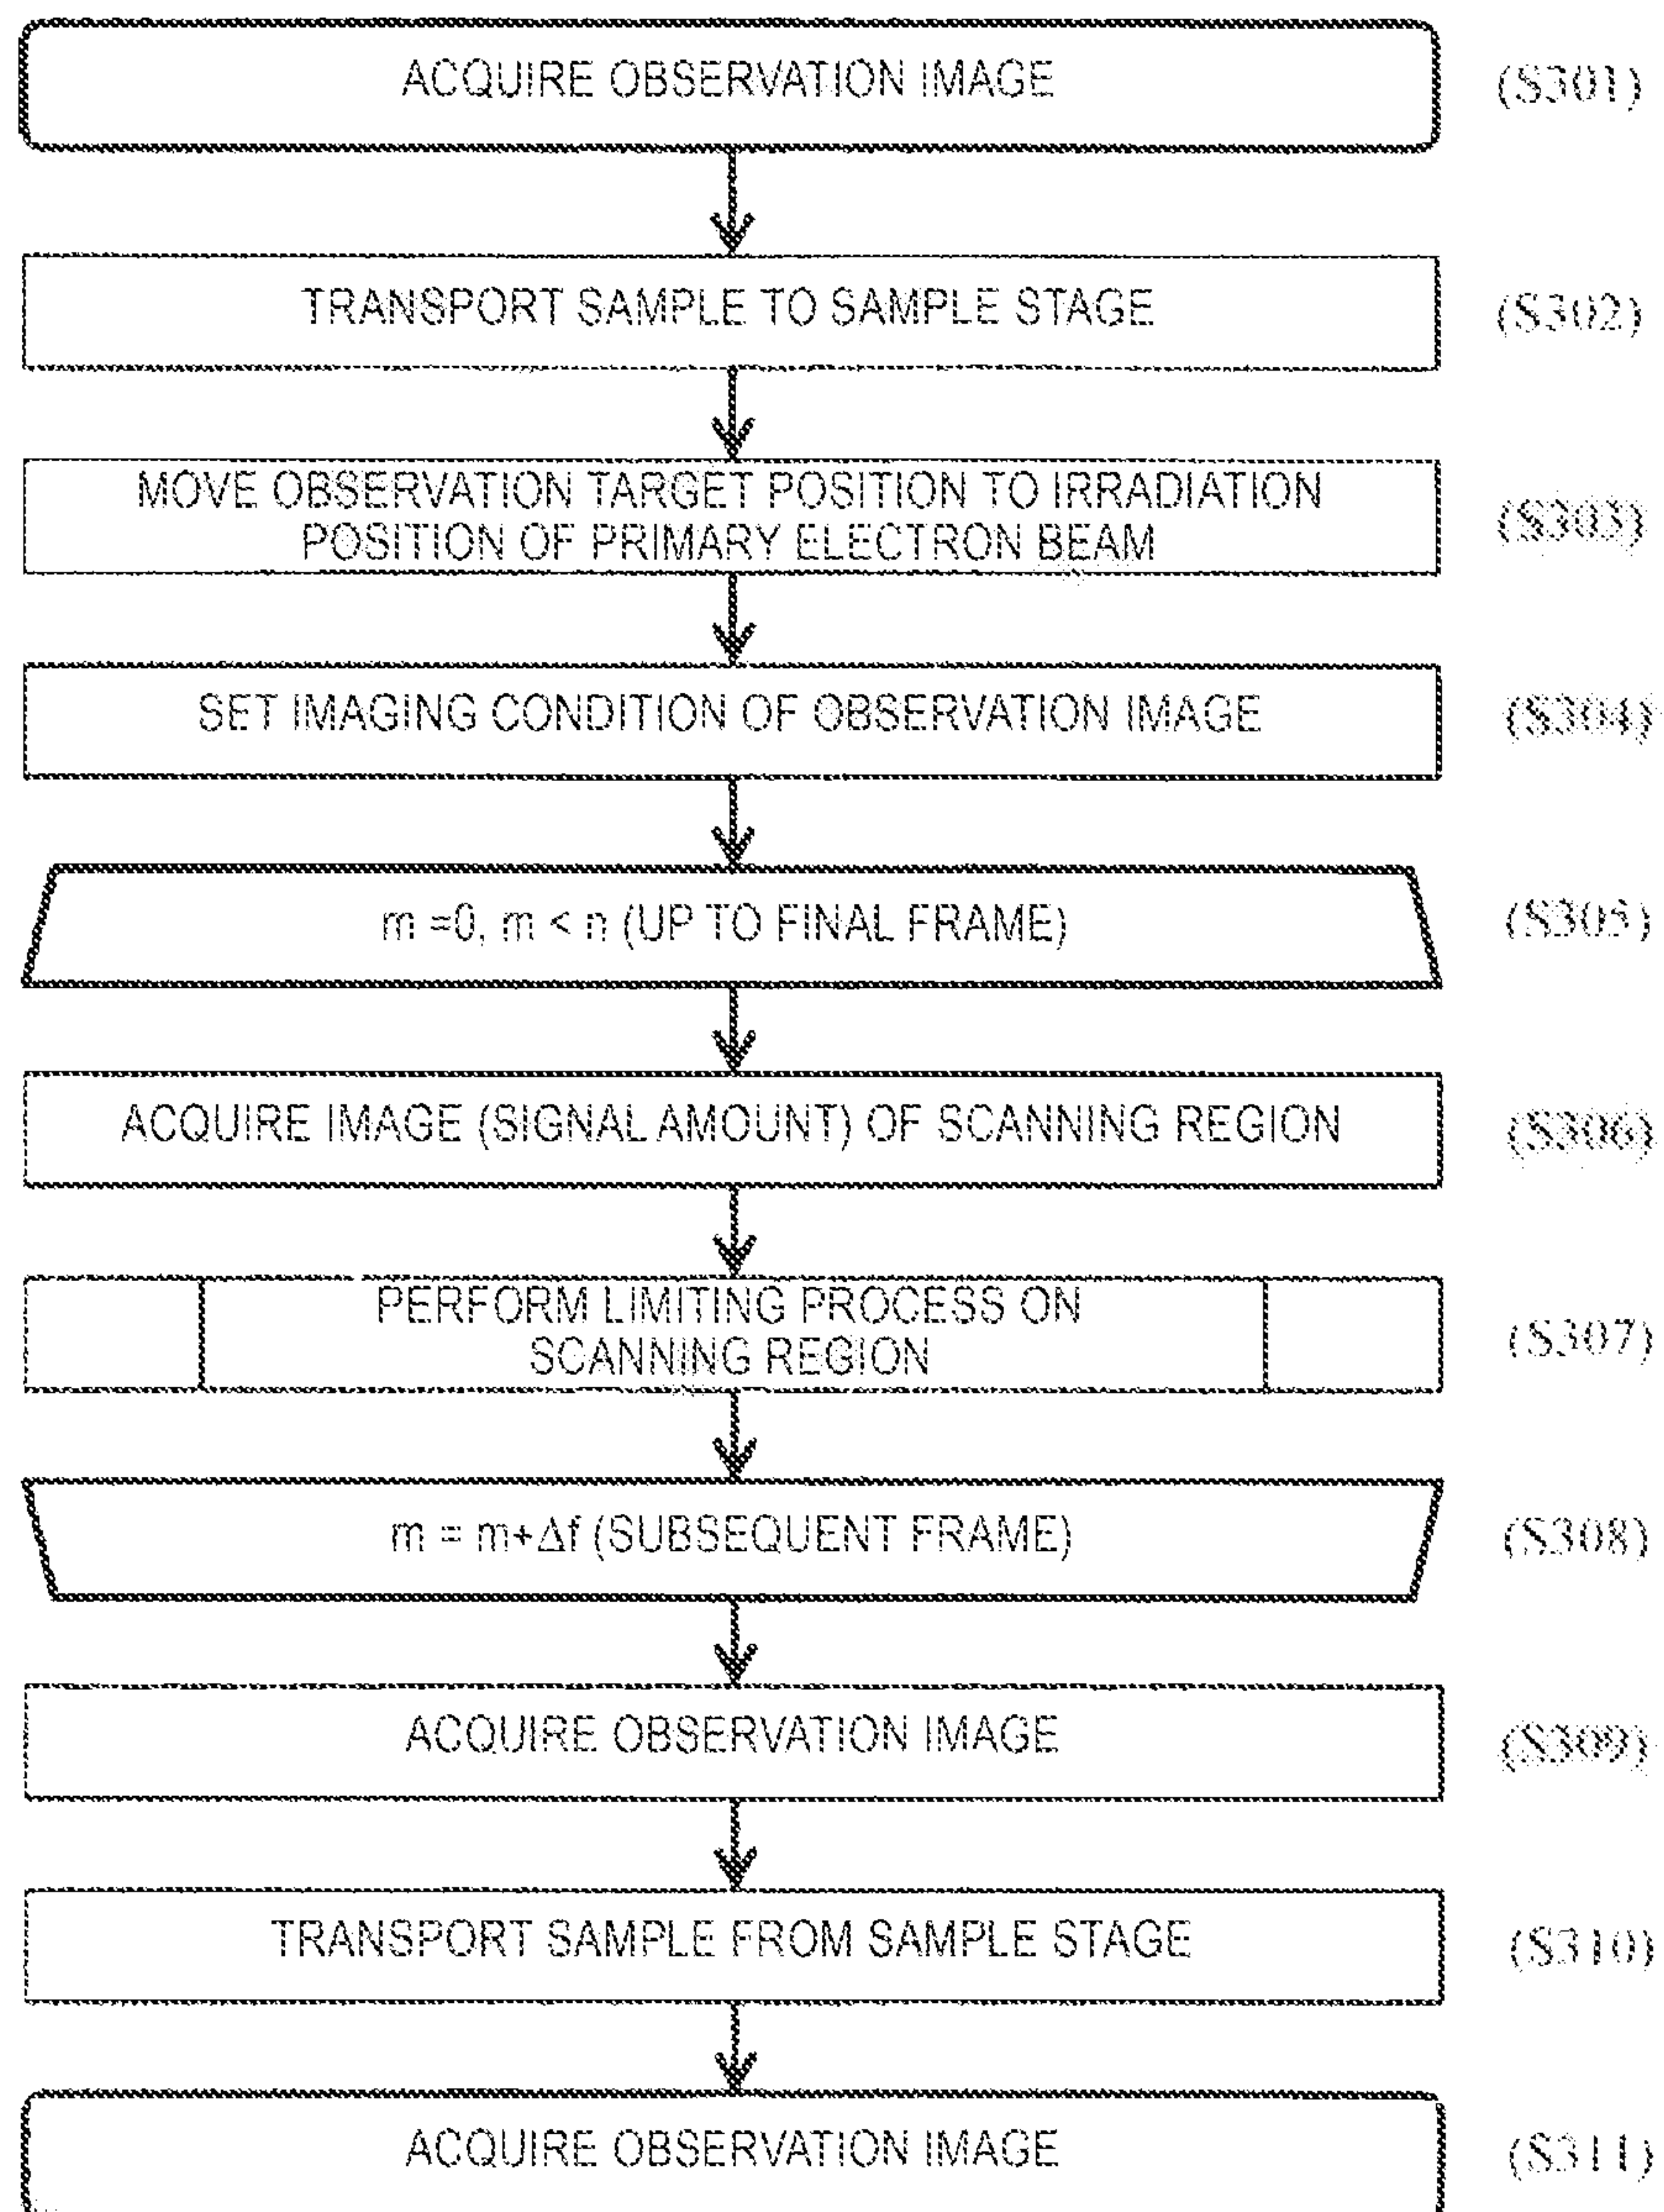 ACQUIRE OBSERVATION IMAGE (S301)
TRANSPORT SAMPLE TO SAMPLE STAGE (S302)
MOVE OBSERVATION TARGET POSITION TO IRRADIATION
POSITION OF PRIMARY ELECTRON BEAM (S303)
SET IMAGING CONDITION OF OBSERVATION IMAGE (S304)
m =0, m < n (UP TO FINAL FRAME) (S305)
ACQUIRE IMAGE (SIGNAL AMOUNT) OF SCANNING REGION (S306)
PERFORM LIMITING PROCESS ON
SCANNING REGION (S307)
m = m+Δf (SUBSEQUENT FRAME) (S308)
ACQUIRE OBSERVATION IMAGE (S309)
TRANSPORT SAMPLE FROM SAMPLE STAGE (S310)
ACQUIRE OBSERVATION IMAGE (S311)